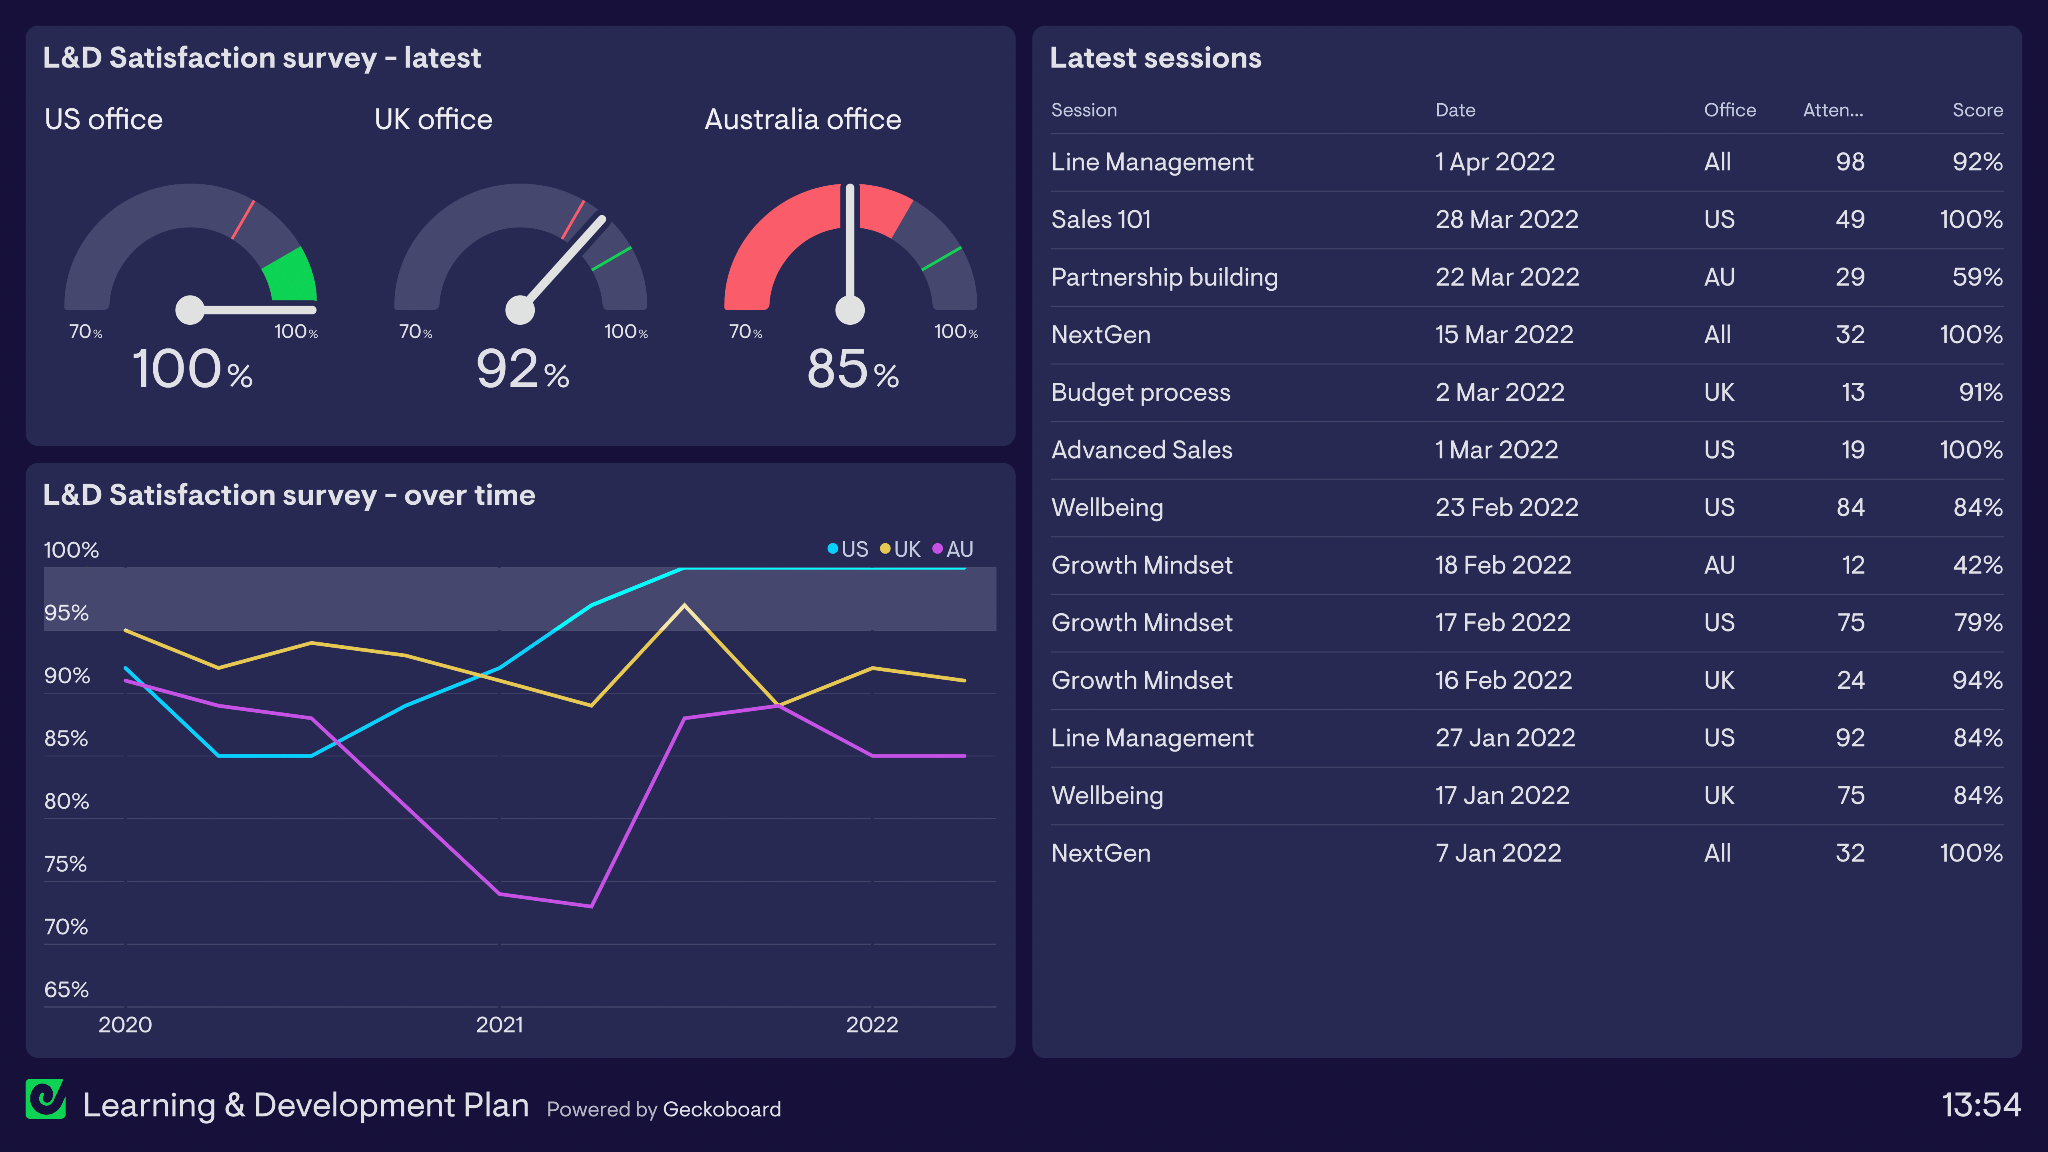 L&D Satisfaction survey - latest
US office
UK office
Australia office
70%
100%
100%
70%
100%
92%
70%
100%
85%
L&D Satisfaction survey - over time
US UK AU
100%
95%
90%
85%
80%
75%
70%
65%
2020 2021 2022
Latest sessions
Session Date Office Atten... Score
Line Management 1 Apr 2022 All 98 92%
Sales 101 28 Mar 2022 US 49 100%
Partnership building 22 Mar 2022 AU 29 59%
NextGen 15 Mar 2022 All 32 100%
Budget process 2 Mar 2022 UK 13 91%
Advanced Sales 1 Mar 2022 US 19 100%
Wellbeing 23 Feb 2022 US 84 84%
Growth Mindset 18 Feb 2022 AU 12 42%
Growth Mindset 17 Feb 2022 US 75 79%
Growth Mindset 16 Feb 2022 UK 24 94%
Line Management 27 Jan 2022 US 92 84%
Wellbeing 17 Jan 2022 UK 75 84%
NextGen 7 Jan 2022 All 32 100%
Learning & Development Plan Powered by Geckoboard
13:54